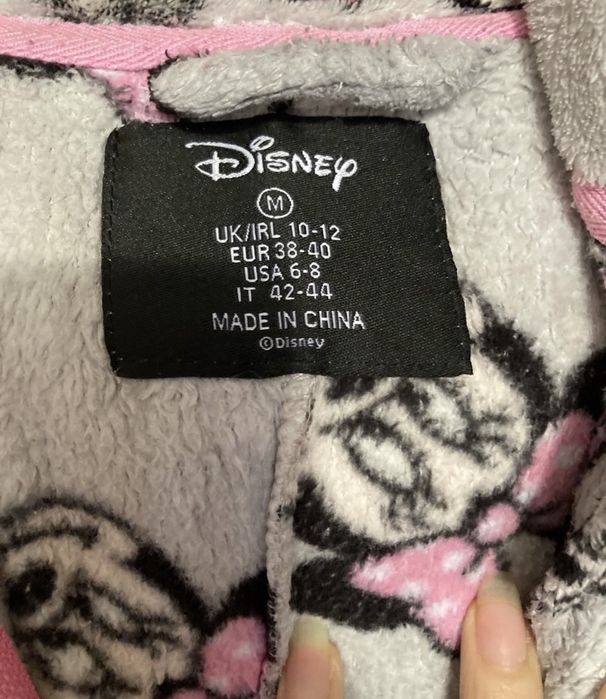 Disney
M
UK/IRL 10-12
EUR 38-40
USA 6-8
IT 42-44
MADE IN CHINA
©Disney